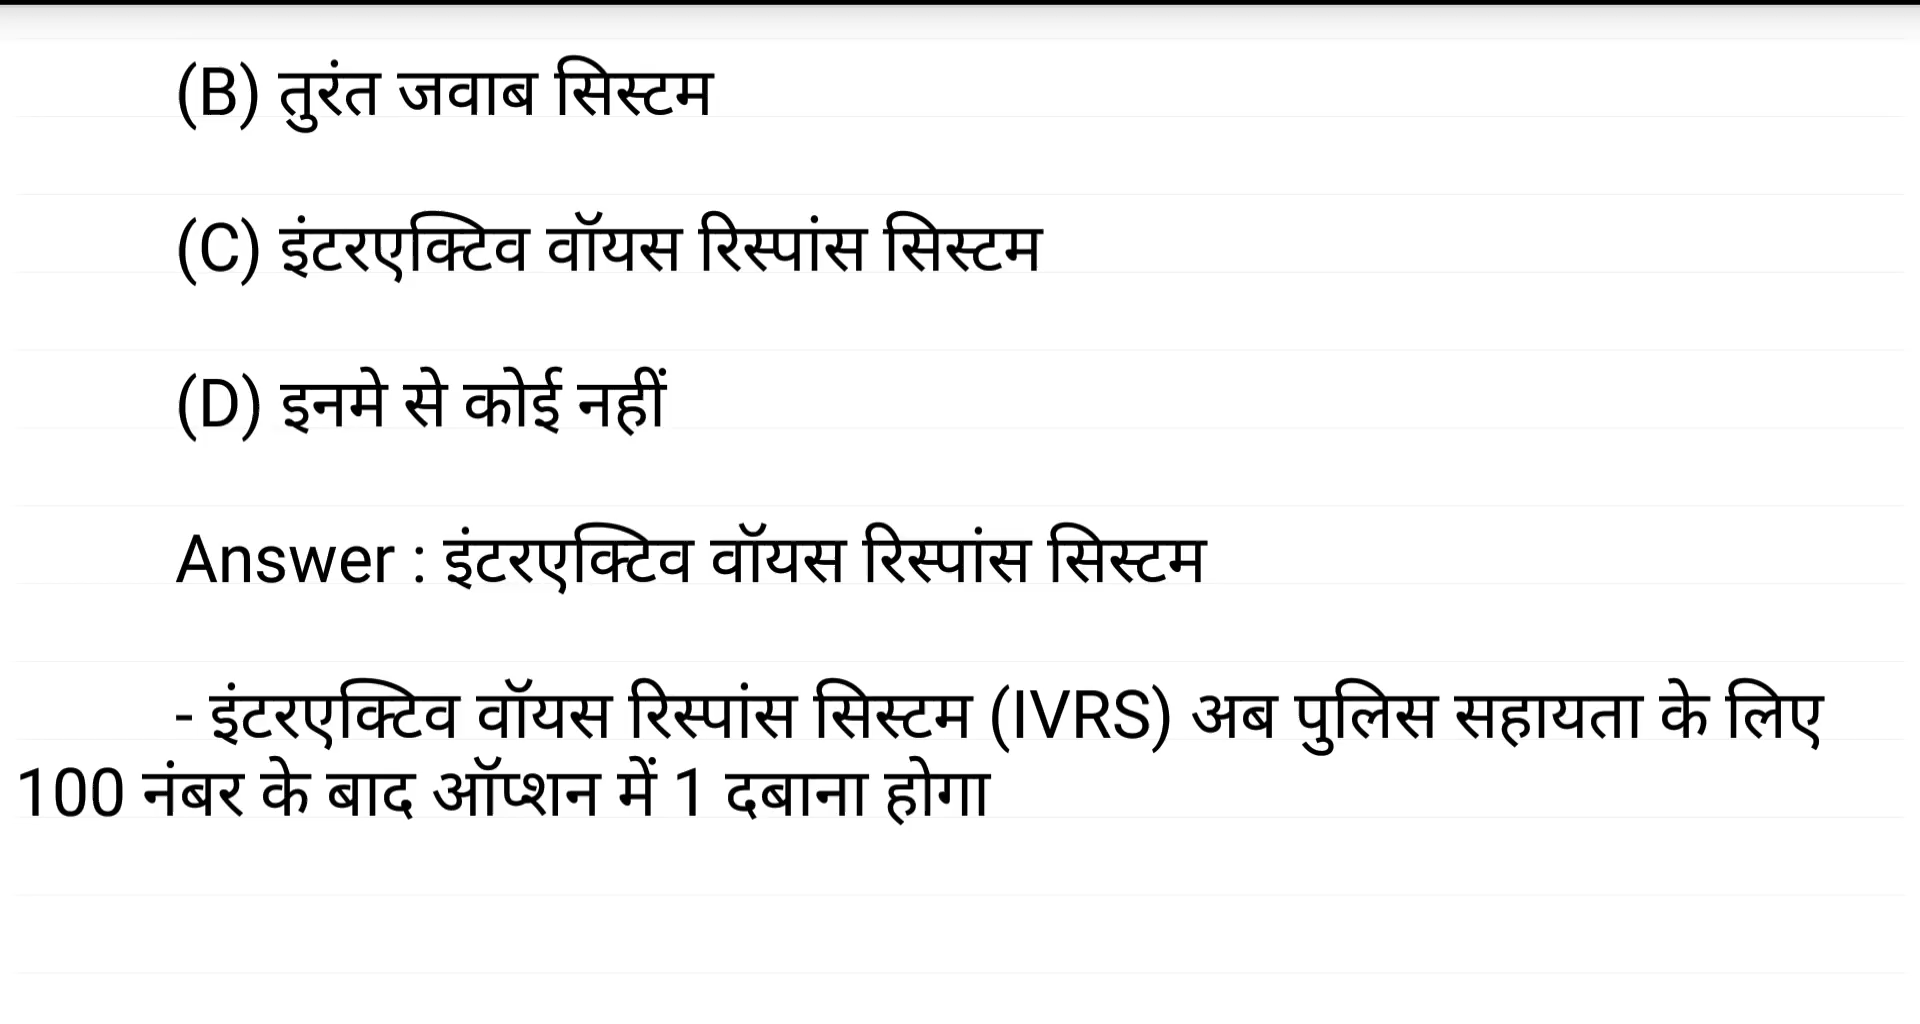 (B) तुरंत जवाब सिस्टम
(C) इंटरएक्टिव वॉयस रिस्पांस सिस्टम
(D) इनमे से कोई नहीं
Answer : इंटरएक्टिव वॉयस रिस्पांस सिस्टम
- इंटरएक्टिव वॉयस रिस्पांस सिस्टम (IVRS) अब पुलिस सहायता के लिए
100 नंबर के बाद ऑप्शन में 1 दबाना होगा